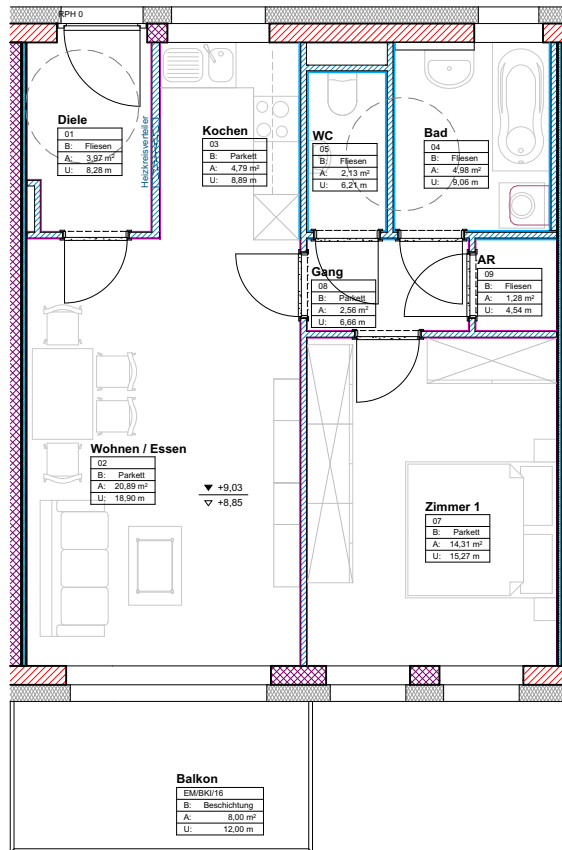 RPH 0
Diele
01
B: Fliesen
A: 3,97 m²
U: 8,28 m
Heizkreisverteiler
Kochen
03
B: Parkett
A: 4,79 m²
U: 8,89 m
WC
05
B: Fliesen
A: 2,13 m²
U: 6,21 m
Bad
04
B: Fliesen
A: 4,98 m²
U: 9,06 m
Gang
08
B: Parkett
A: 2,56 m²
U: 6,66 m
AR
09
B: Fliesen
A: 1,28 m²
U: 4,54 m
Wohnen / Essen
02
B: Parkett
A: 20,89 m²
U: 18,90 m
+9,03
+8,85
Zimmer 1
07
B: Parkett
A: 14,31 m²
U: 15,27 m
Balkon
EM/BKI/16
B: Beschichtung
A: 8,00 m²
U: 12,00 m